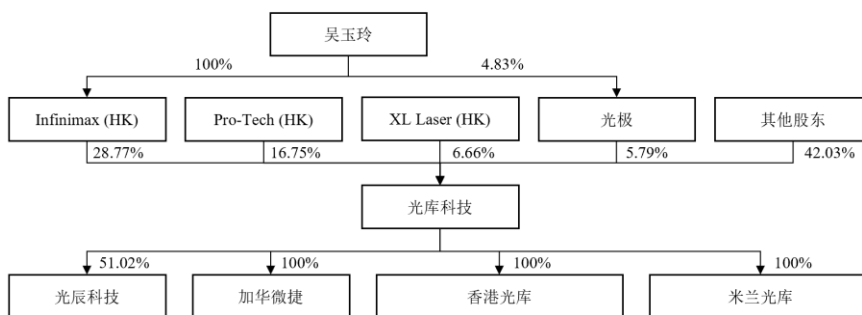 吴玉玲
100% 4.83%
Infinimax (HK) Pro-Tech (HK) XL Laser (HK) 光极 其他股东
28.77% 16.75% 6.66% 5.79% 42.03%
光库科技
51.02% 100% 100% 100%
光辰科技 加华微捷 香港光库 米兰光库